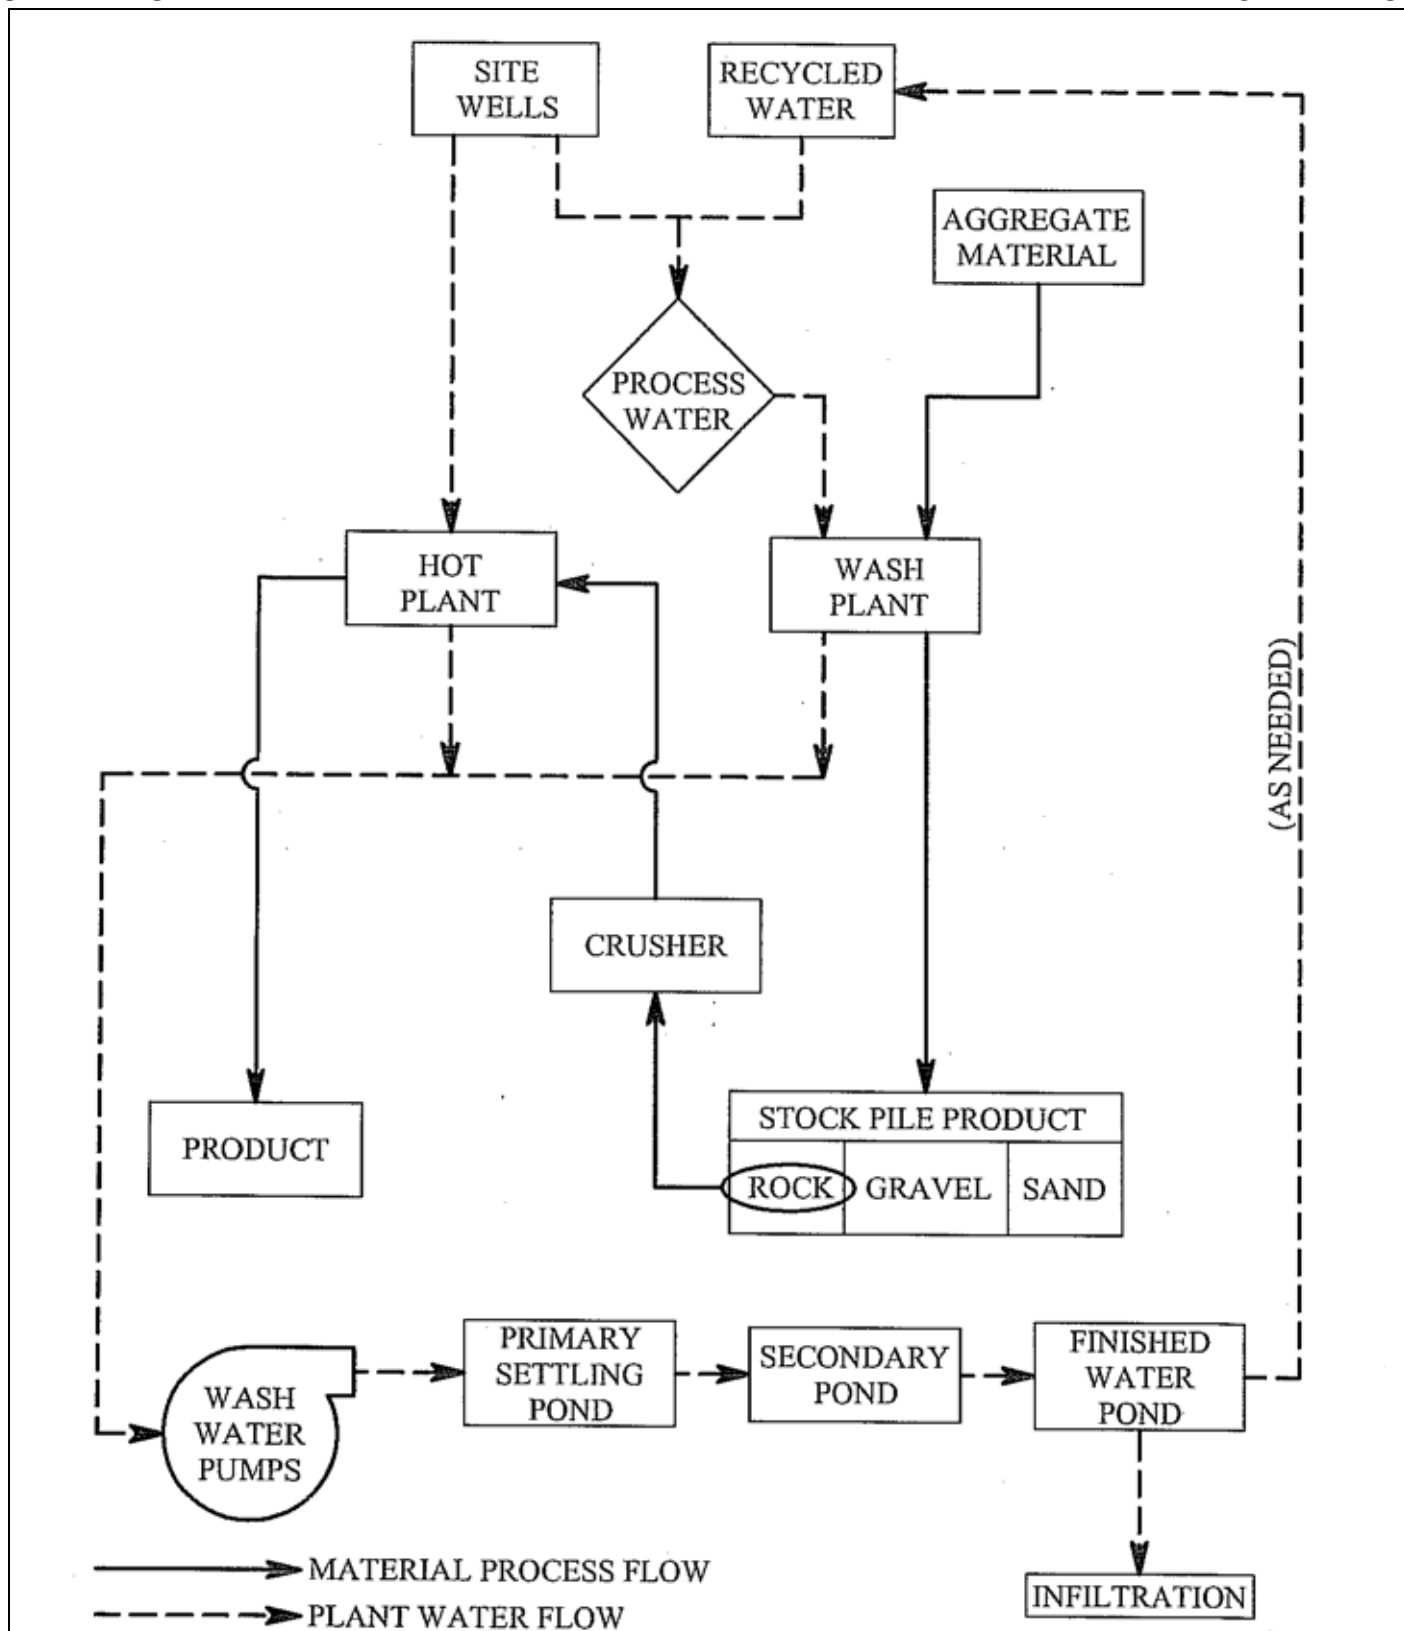 SITE
WELLS
RECYCLED
WATER
AGGREGATE
MATERIAL
PROCESS
WATER
HOT
PLANT
WASH
PLANT
(AS NEEDED)
CRUSHER
PRODUCT
STOCK PILE PRODUCT
ROCK GRAVEL SAND
WASH
WATER
PUMPS
PRIMARY
SETTLING
POND
SECONDARY
POND
FINISHED
WATER
POND
INFILTRATION
MATERIAL PROCESS FLOW
PLANT WATER FLOW